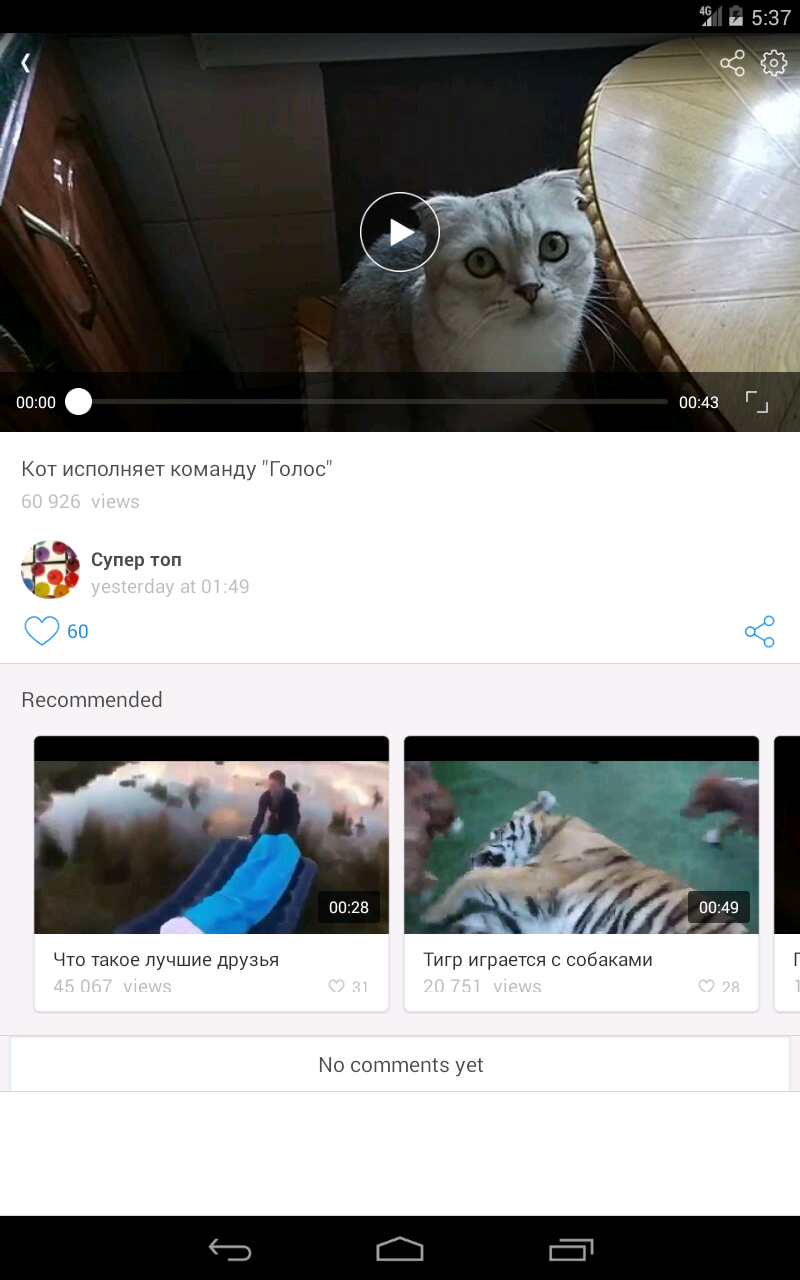 4G 5:37
00:00 00:43
Кот исполняет команду "Голос"
60 926 views
Супер топ
yesterday at 01:49
60
Recommended
00:28 00:49
Что такое лучшие друзья
45 067 views 31
Тигр играется с собаками
20 751 views 28
No comments yet